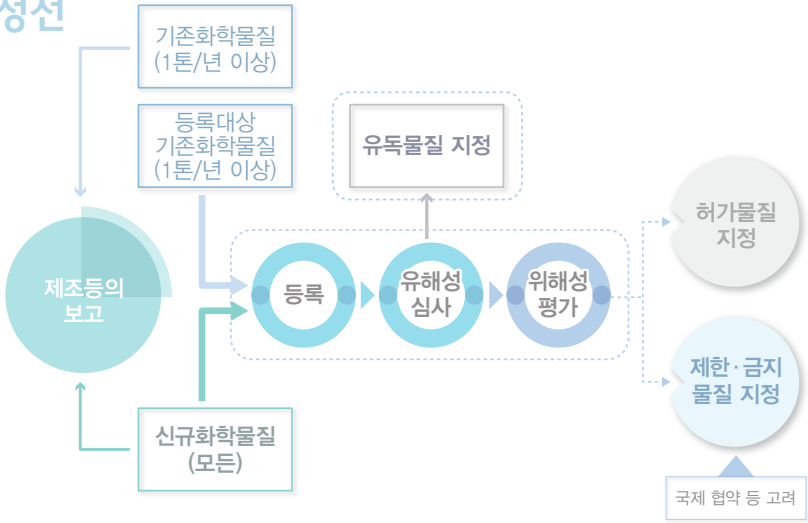 성선
기존화학물질
(1톤/년 이상)
등록대상
기존화학물질
(1톤/년 이상)
유독물질 지정
허가물질
지정
제조등의
보고
등록
유해성
심사
위해성
평가
제한·금지
물질 지정
신규화학물질
(모든)
국제 협약 등 고려